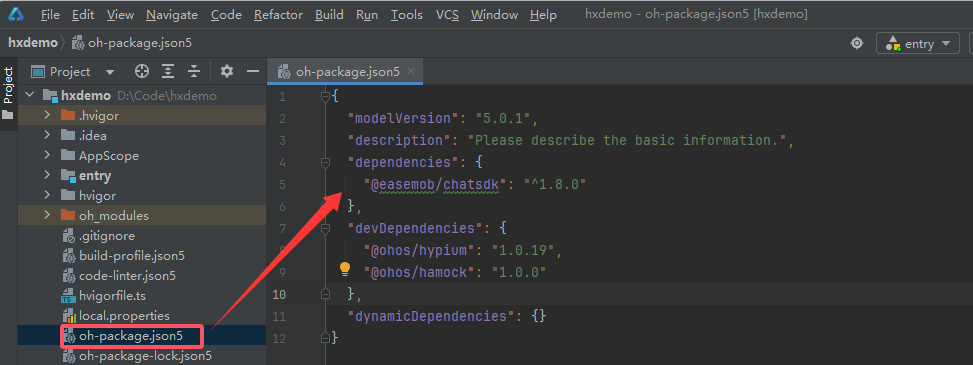 File Edit View Navigate Code Refactor Build Run Tools VCS Window Help hxdemo - oh-package.json5 [hxdemo]
hxdemo oh-package.json5 entry
Project
Project
hxdemo D:\Code\hxdemo
.hvigor
.idea
AppScope
entry
hvigor
oh_modules
.gitignore
build-profile.json5
code-linter.json5
hvigorfile.ts
local.properties
oh-package.json5
oh-package-lock.json5
oh-package.json5
1 {
2 "modelVersion": "5.0.1",
3 "description": "Please describe the basic information.",
4 "dependencies": {
5 "@easemob/chatsdk": "^1.8.0"
6 },
7 "devDependencies": {
8 "@ohos/hypium": "1.0.19",
9 "@ohos/hamock": "1.0.0"
10 },
11 "dynamicDependencies": {}
12 }